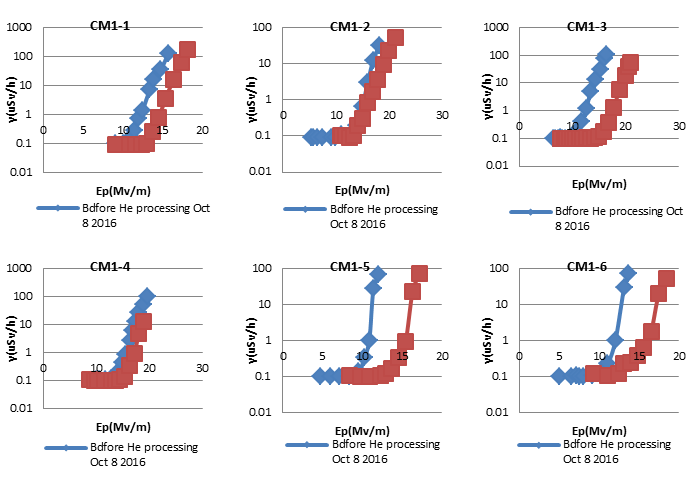 CM1-1
γ(uSv/h)
1000
100
10
1
0.1
0.01
0 5 10 15 20
Ep(Mv/m)
Bdfore He processing Oct
8 2016
CM1-2
γ(uSv/h)
100
10
1
0.1
0.01
0 10 20 30
Ep(Mv/m)
Bdfore He processing
Oct 8 2016
CM1-3
γ(uSv/h)
1000
100
10
1
0.1
0.01
0 10 20 30
Ep(Mv/m)
Bdfore He processing Oct
8 2016
CM1-4
γ(uSv/h)
1000
100
10
1
0.1
0.01
0 10 20 30
Ep(Mv/m)
Bdfore He processing
Oct 8 2016
CM1-5
γ(uSv/h)
100
10
1
0.1
0.01
0 5 10 15 20
Ep(Mv/m)
Bdfore He processing
Oct 8 2016
CM1-6
γ(uSv/h)
100
10
1
0.1
0.01
0 5 10 15 20
Ep(Mv/m)
Bdfore He processing
Oct 8 2016